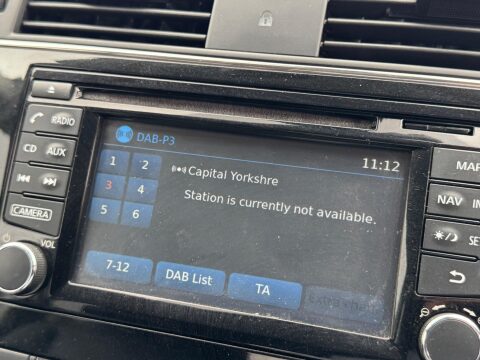 DAB-P3
11:12
1 2
3 4
5 6
Capital Yorkshire
Station is currently not available.
7-12
DAB List
TA
RADIO
CD
AUX
CAMERA
VOL
MAP
NAV